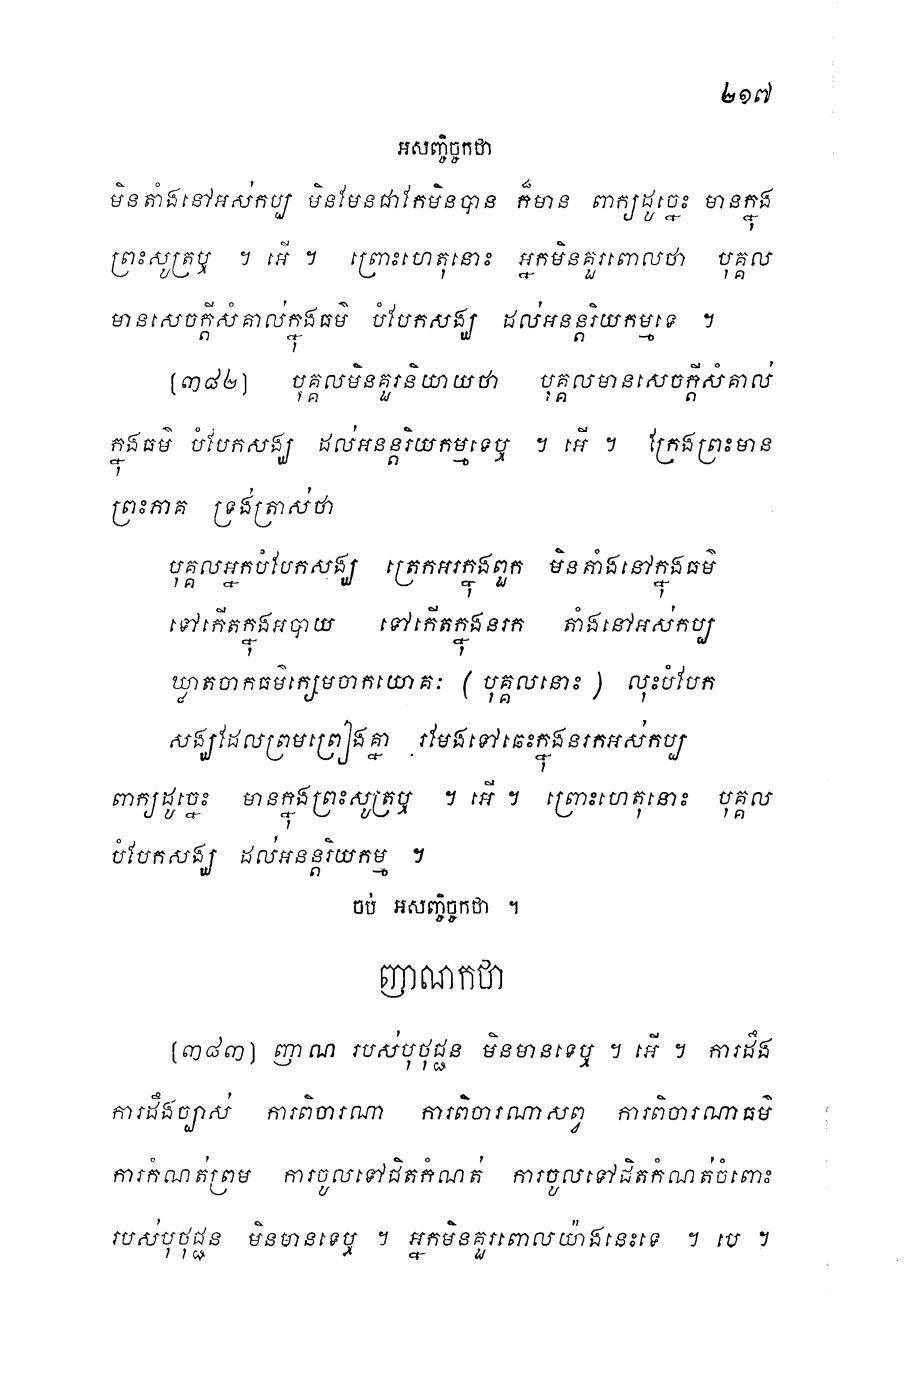 ២១៧
អសញ្ចិច្ចកថា
មិនតាំងនៅអស់កប្ប មិនមែនជាកែមិនបាន ក៏មាន ពាក្យដូច្នេះ មានក្នុង
ព្រះសូត្រឬ ។ អើ ។ ព្រោះហេតុនោះ អ្នកមិនគួរពោលថា បុគ្គល
មានសេចក្តីសំគាល់ក្នុងធម៌ បំបែកសង្ឃ ដល់អនន្តរិយកម្មទេ ។
(៣៨២) បុគ្គលមិនគួរនិយាយថា បុគ្គលមានសេចក្តីសំគាល់
ក្នុងធម៌ បំបែកសង្ឃ ដល់អនន្តរិយកម្មទេឬ ។ អើ ។ ក្រែងព្រះមាន
ព្រះភាគ ទ្រង់ត្រាស់ថា
បុគ្គលអ្នកបំបែកសង្ឃ ត្រេកអរក្នុងពួក មិនតាំងនៅក្នុងធម៌
ទៅកើតក្នុងអបាយ ទៅកើតក្នុងនរក តាំងនៅអស់កប្ប
ឃ្លាតចាកធម៌ក្សេមចាកយោគៈ ( បុគ្គលនោះ ) លុះបំបែក
សង្ឃដែលព្រមព្រៀងគ្នា រមែងទៅឆេះក្នុងនរកអស់កប្ប
ពាក្យដូច្នេះ មានក្នុងព្រះសូត្រឬ ។ អើ ។ ព្រោះហេតុនោះ បុគ្គល
បំបែកសង្ឃ ដល់អនន្តរិយកម្ម ។
ចប់ អសញ្ចិច្ចកថា ។
ញាណកថា
(៣៨៣) ញាណ របស់បុថុជ្ជន មិនមានទេឬ ។ អើ ។ ការដឹង
ការដឹងច្បាស់ ការពិចារណា ការពិចារណាសព្វ ការពិចារណាធម៌
ការកំណត់ព្រម ការចូលទៅជិតកំណត់ ការចូលទៅជិតកំណត់ចំពោះ
របស់បុថុជ្ជន មិនមានទេឬ ។ អ្នកមិនគួរពោលយ៉ាងនេះទេ ។ បេ ។